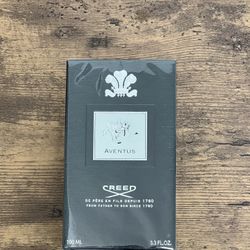 AVENTUS
CREED
DE PÈRE EN FILS DEPUIS 1760
FROM FATHER TO SON SINCE 1760
100 ML
3.3 FL.OZ.